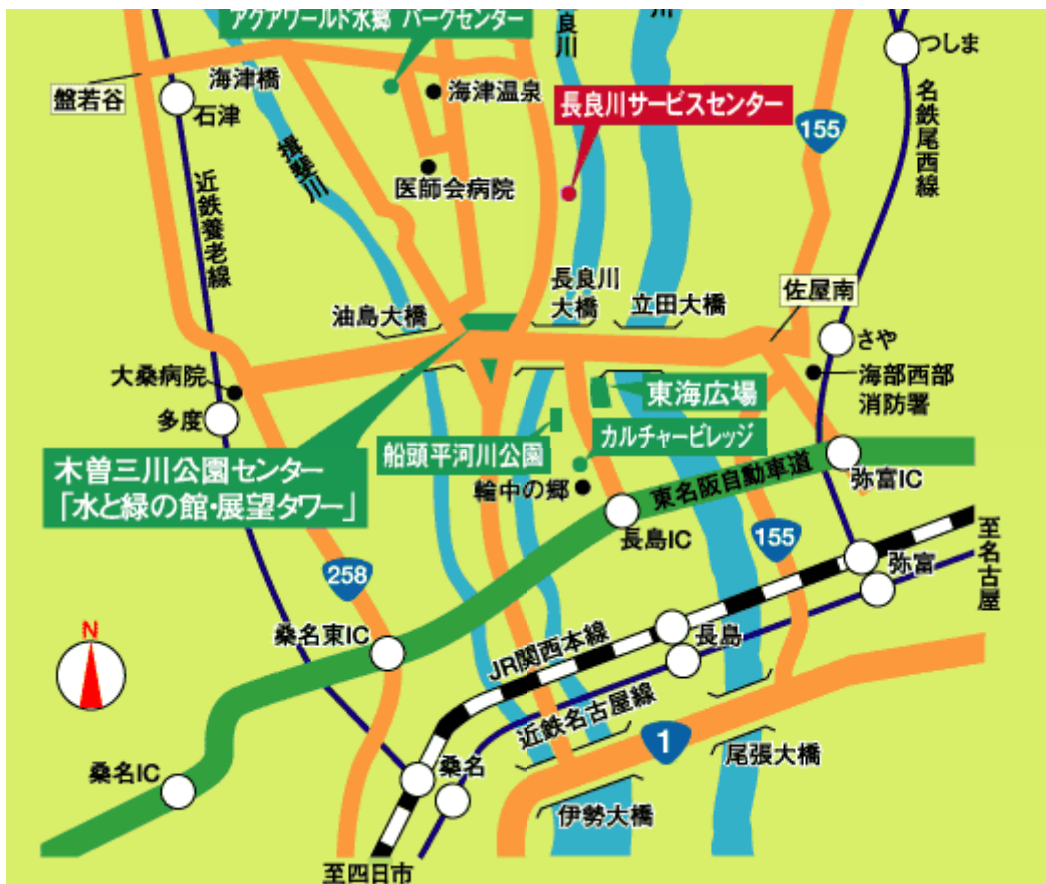 アクアワールド水郷 パークセンター
良川
川
つしま
盤若谷
海津橋
石津
海津温泉
長良川サービスセンター
155
名鉄尾西線
揖斐川
医師会病院
近鉄養老線
油島大橋
長良川
大橋
立田大橋
佐屋南
さや
大桑病院
多度
海部西部
消防署
東海広場
カルチャービレッジ
船頭平河川公園
輪中の郷
木曽三川公園センター
「水と緑の館・展望タワー」
東名阪自動車道
弥富IC
長島IC
155
至名古屋
弥富
258
桑名東IC
N
長島
JR関西本線
近鉄名古屋線
1
尾張大橋
桑名IC
桑名
伊勢大橋
至四日市